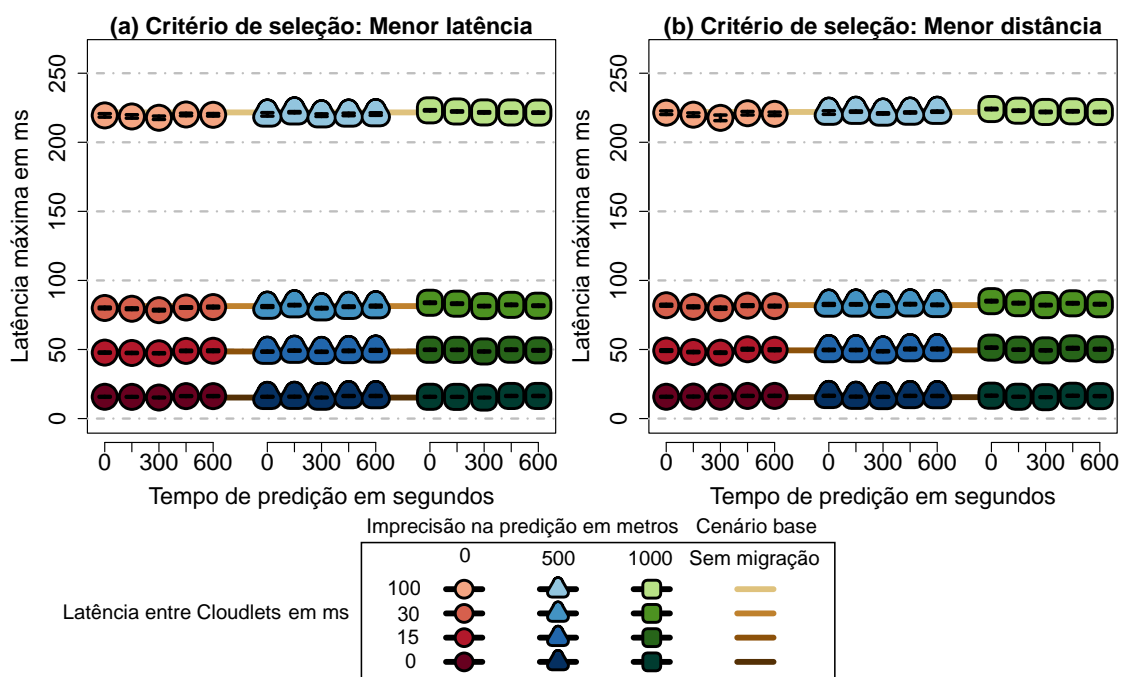 (a) Critério de seleção: Menor latência
Latência máxima em ms
250
200
150
100
50
0
0 300 600 0 300 600 0 300 600
Tempo de predição em segundos
(b) Critério de seleção: Menor distância
Latência máxima em ms
250
200
150
100
50
0
0 300 600 0 300 600 0 300 600
Tempo de predição em segundos
Imprecisão na predição em metros Cenário base
0 500 1000 Sem migração
Latência entre Cloudlets em ms
100
30
15
0